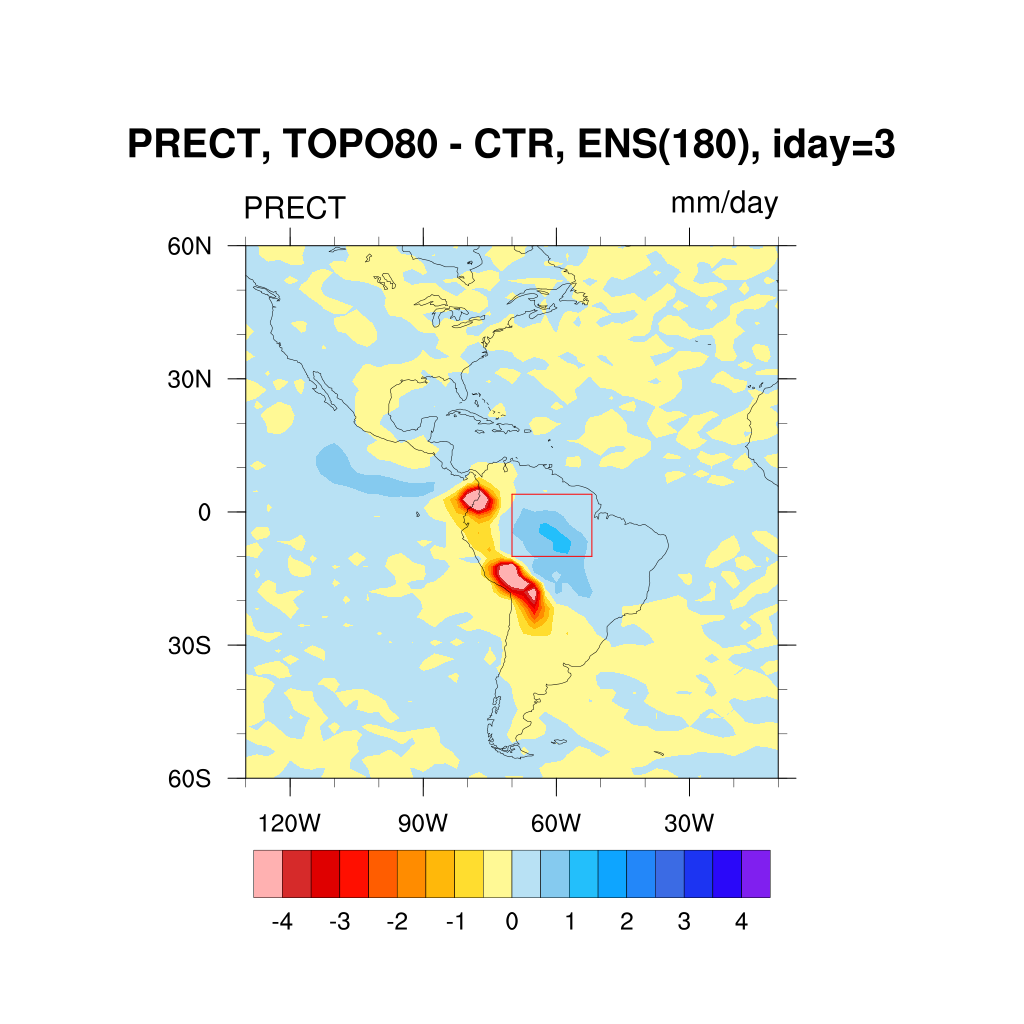 PRECT, TOPO80 - CTR, ENS(180), iday=3
PRECT mm/day
60N
30N
0
30S
60S
120W 90W 60W 30W
-4 -3 -2 -1 0 1 2 3 4